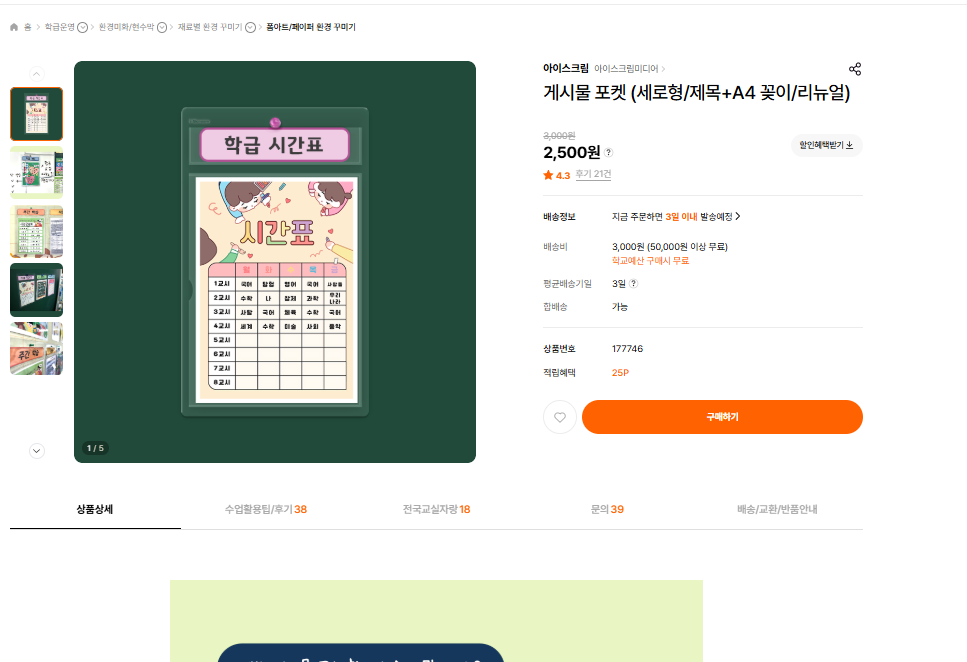 홈 > 학급운영 > 환경미화/현수막 > 재료별 환경 꾸미기 > 폼아트/페이퍼 환경 꾸미기
아이스크림 아이스크림미디어 >
게시물 포켓 (세로형/제목+A4 꽂이/리뉴얼)
3,000원
2,500원 ?
할인혜택받기
4.3 후기 21건
배송정보 지금 주문하면 3일 이내 발송예정 >
배송비 3,000원 (50,000원 이상 무료)
학교예산 구매시 무료
평균배송기일 3일 ?
합배송 가능
상품번호 177746
적립혜택 25P
구매하기
학급 시간표
시간표
월 화 수 목 금
1교시 국어 창체 영어 국어 사회
2교시 수학 나 창체 과학 우리나라
3교시 사회 국어 체육 수학 국어
4교시 세계 수학 미술 사회 음악
5교시
6교시
7교시
8교시
1 / 5
상품상세
수업활용팁/후기 38
전국교실자랑 18
문의 39
배송/교환/반품안내